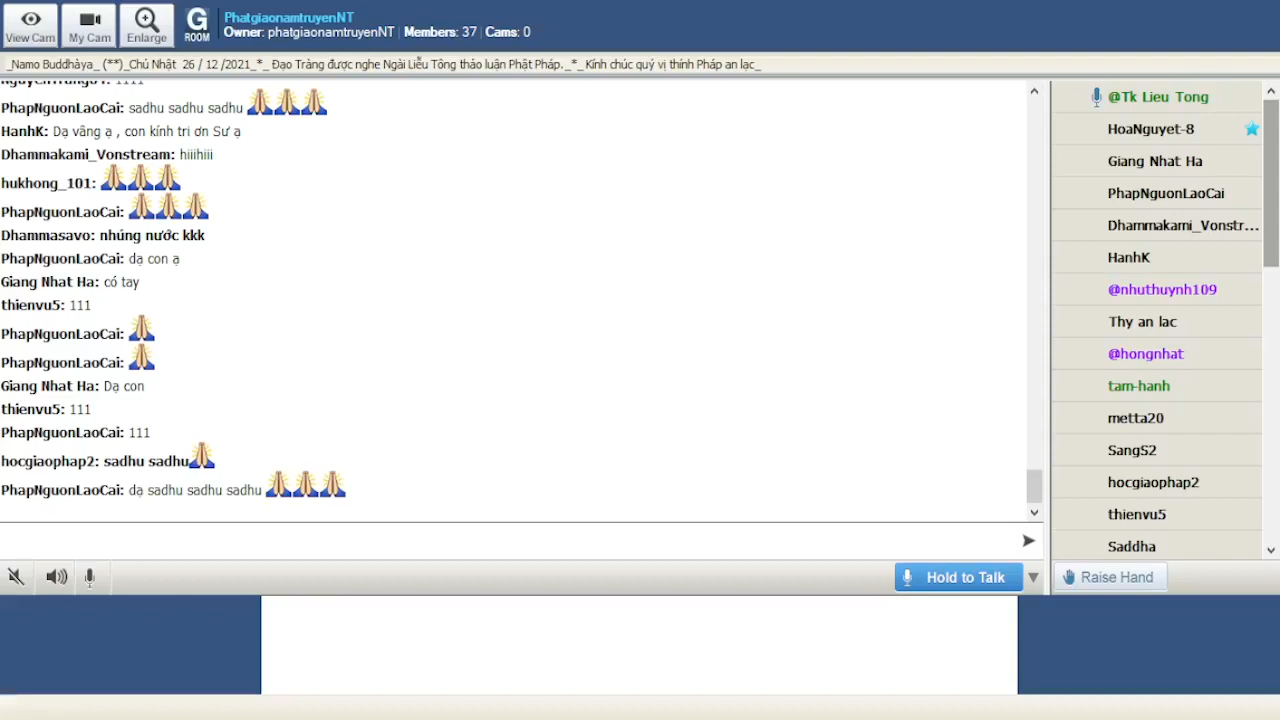 PhatgiaonamtruyenNT
View Cam
My Cam
Enlarge
G
ROOM
Owner: phatgiaonamtruyenNT | Members: 37 | Cams: 0
_Namo Buddhàya_ (**)_Chú Nhật 26 / 12 /2021_*_ Đạo Tràng được nghe Ngài Liễu Tông thảo luận Phật Pháp._*_Kính chúc quý vị thính Pháp an lạc_
PhapNguonLaoCai: sadhu sadhu sadhu 🙏🙏🙏
HanhK: Dạ vâng ạ , con kính tri ơn Sư ạ
Dhammakami_Vonstream: hiiihiii
hukhong_101: 🙏🙏🙏
PhapNguonLaoCai: 🙏🙏🙏
Dhammasavo: nhúng nước kkk
PhapNguonLaoCai: dạ con ạ
Giang Nhat Ha: có tay
thienvu5: 111
PhapNguonLaoCai: 🙏
PhapNguonLaoCai: 🙏
Giang Nhat Ha: Dạ con
thienvu5: 111
PhapNguonLaoCai: 111
hocgiaophap2: sadhu sadhu🙏
PhapNguonLaoCai: dạ sadhu sadhu sadhu 🙏🙏🙏
Hold to Talk
@Tk Lieu Tong
HoaNguyet-8
Giang Nhat Ha
PhapNguonLaoCai
Dhammakami_Vonstr...
HanhK
@nhuthuynh109
Thy an lac
@hongnhat
tam-hanh
metta20
SangS2
hocgiaophap2
thienvu5
Saddha
Raise Hand